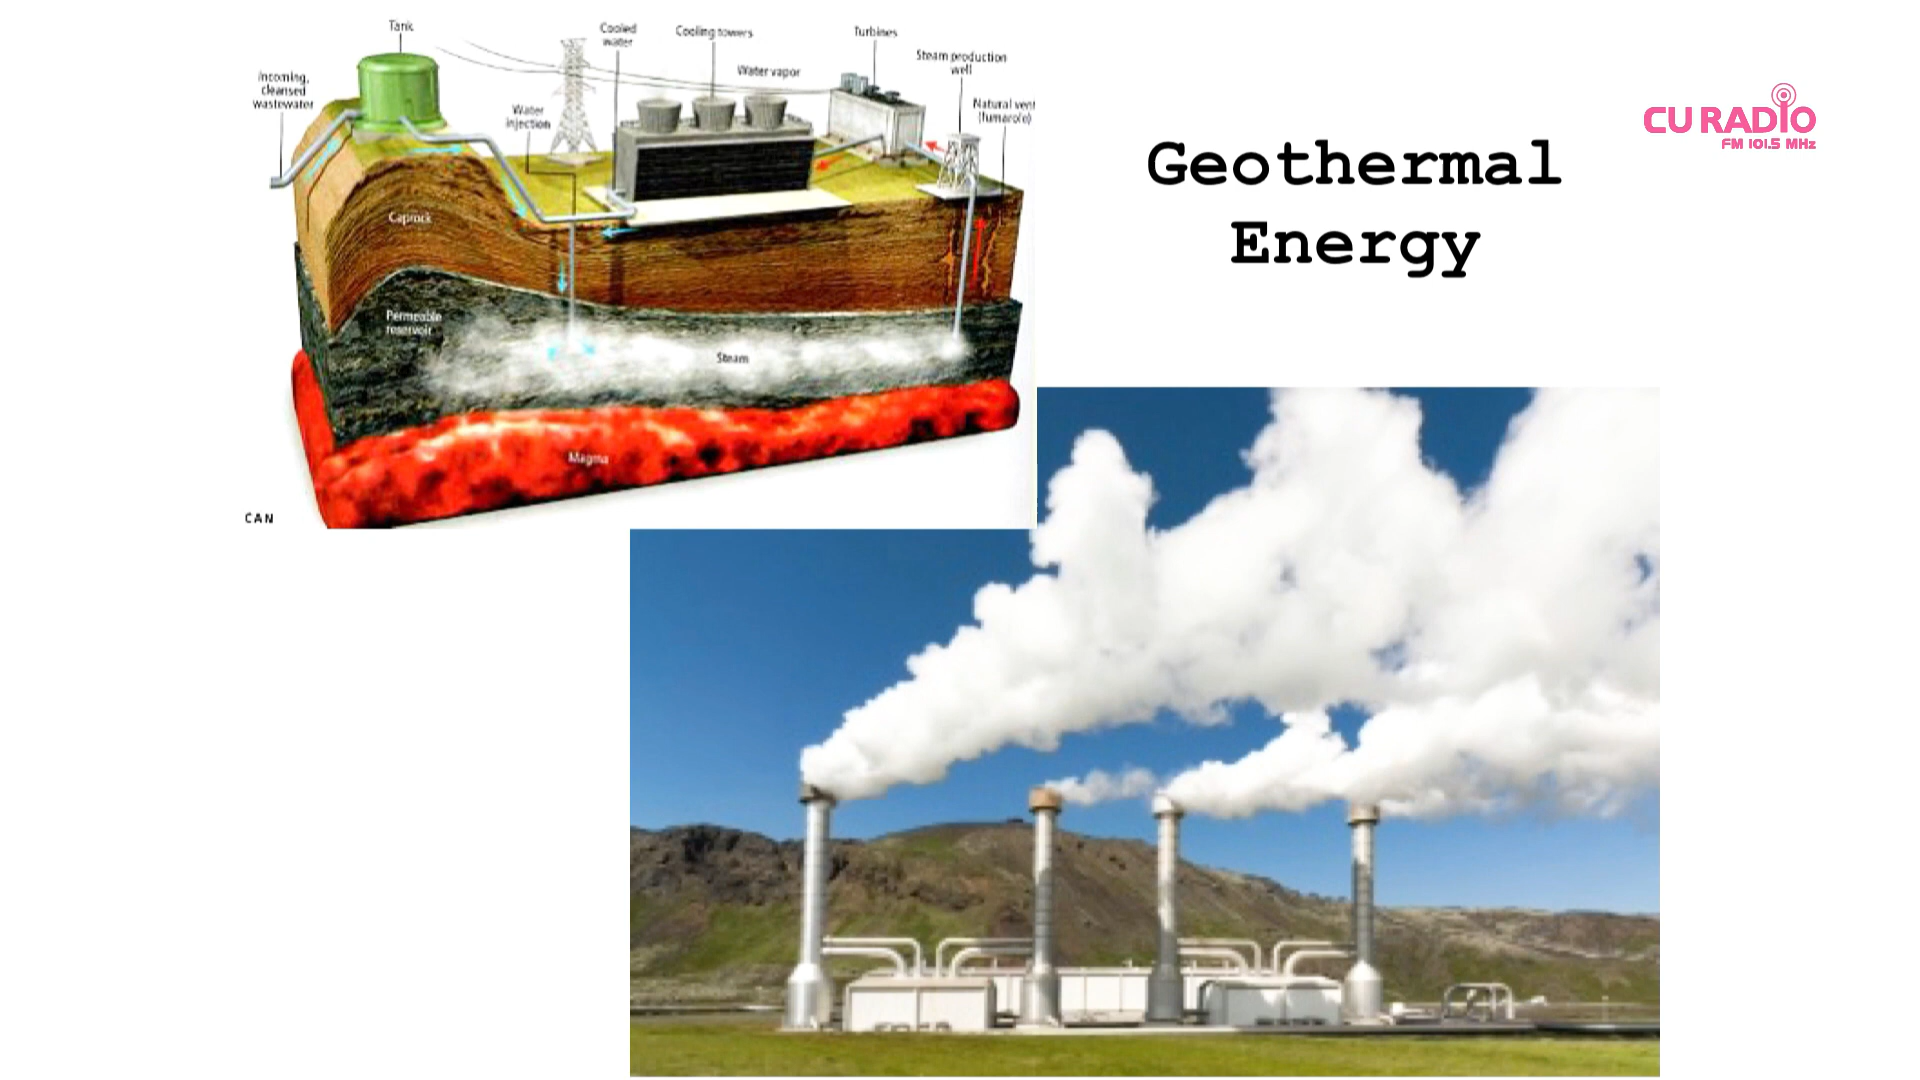 Tank
Incoming,
cleansed
wastewater
Water
injection
Cooled
water
Cooling towers
Water vapor
Turbines
Steam production
well
Natural vent
(fumarole)
Caprock
Permeable
reservoir
Steam
Magma
CAN
Geothermal
Energy
CU RADIO
FM 101.5 MHz